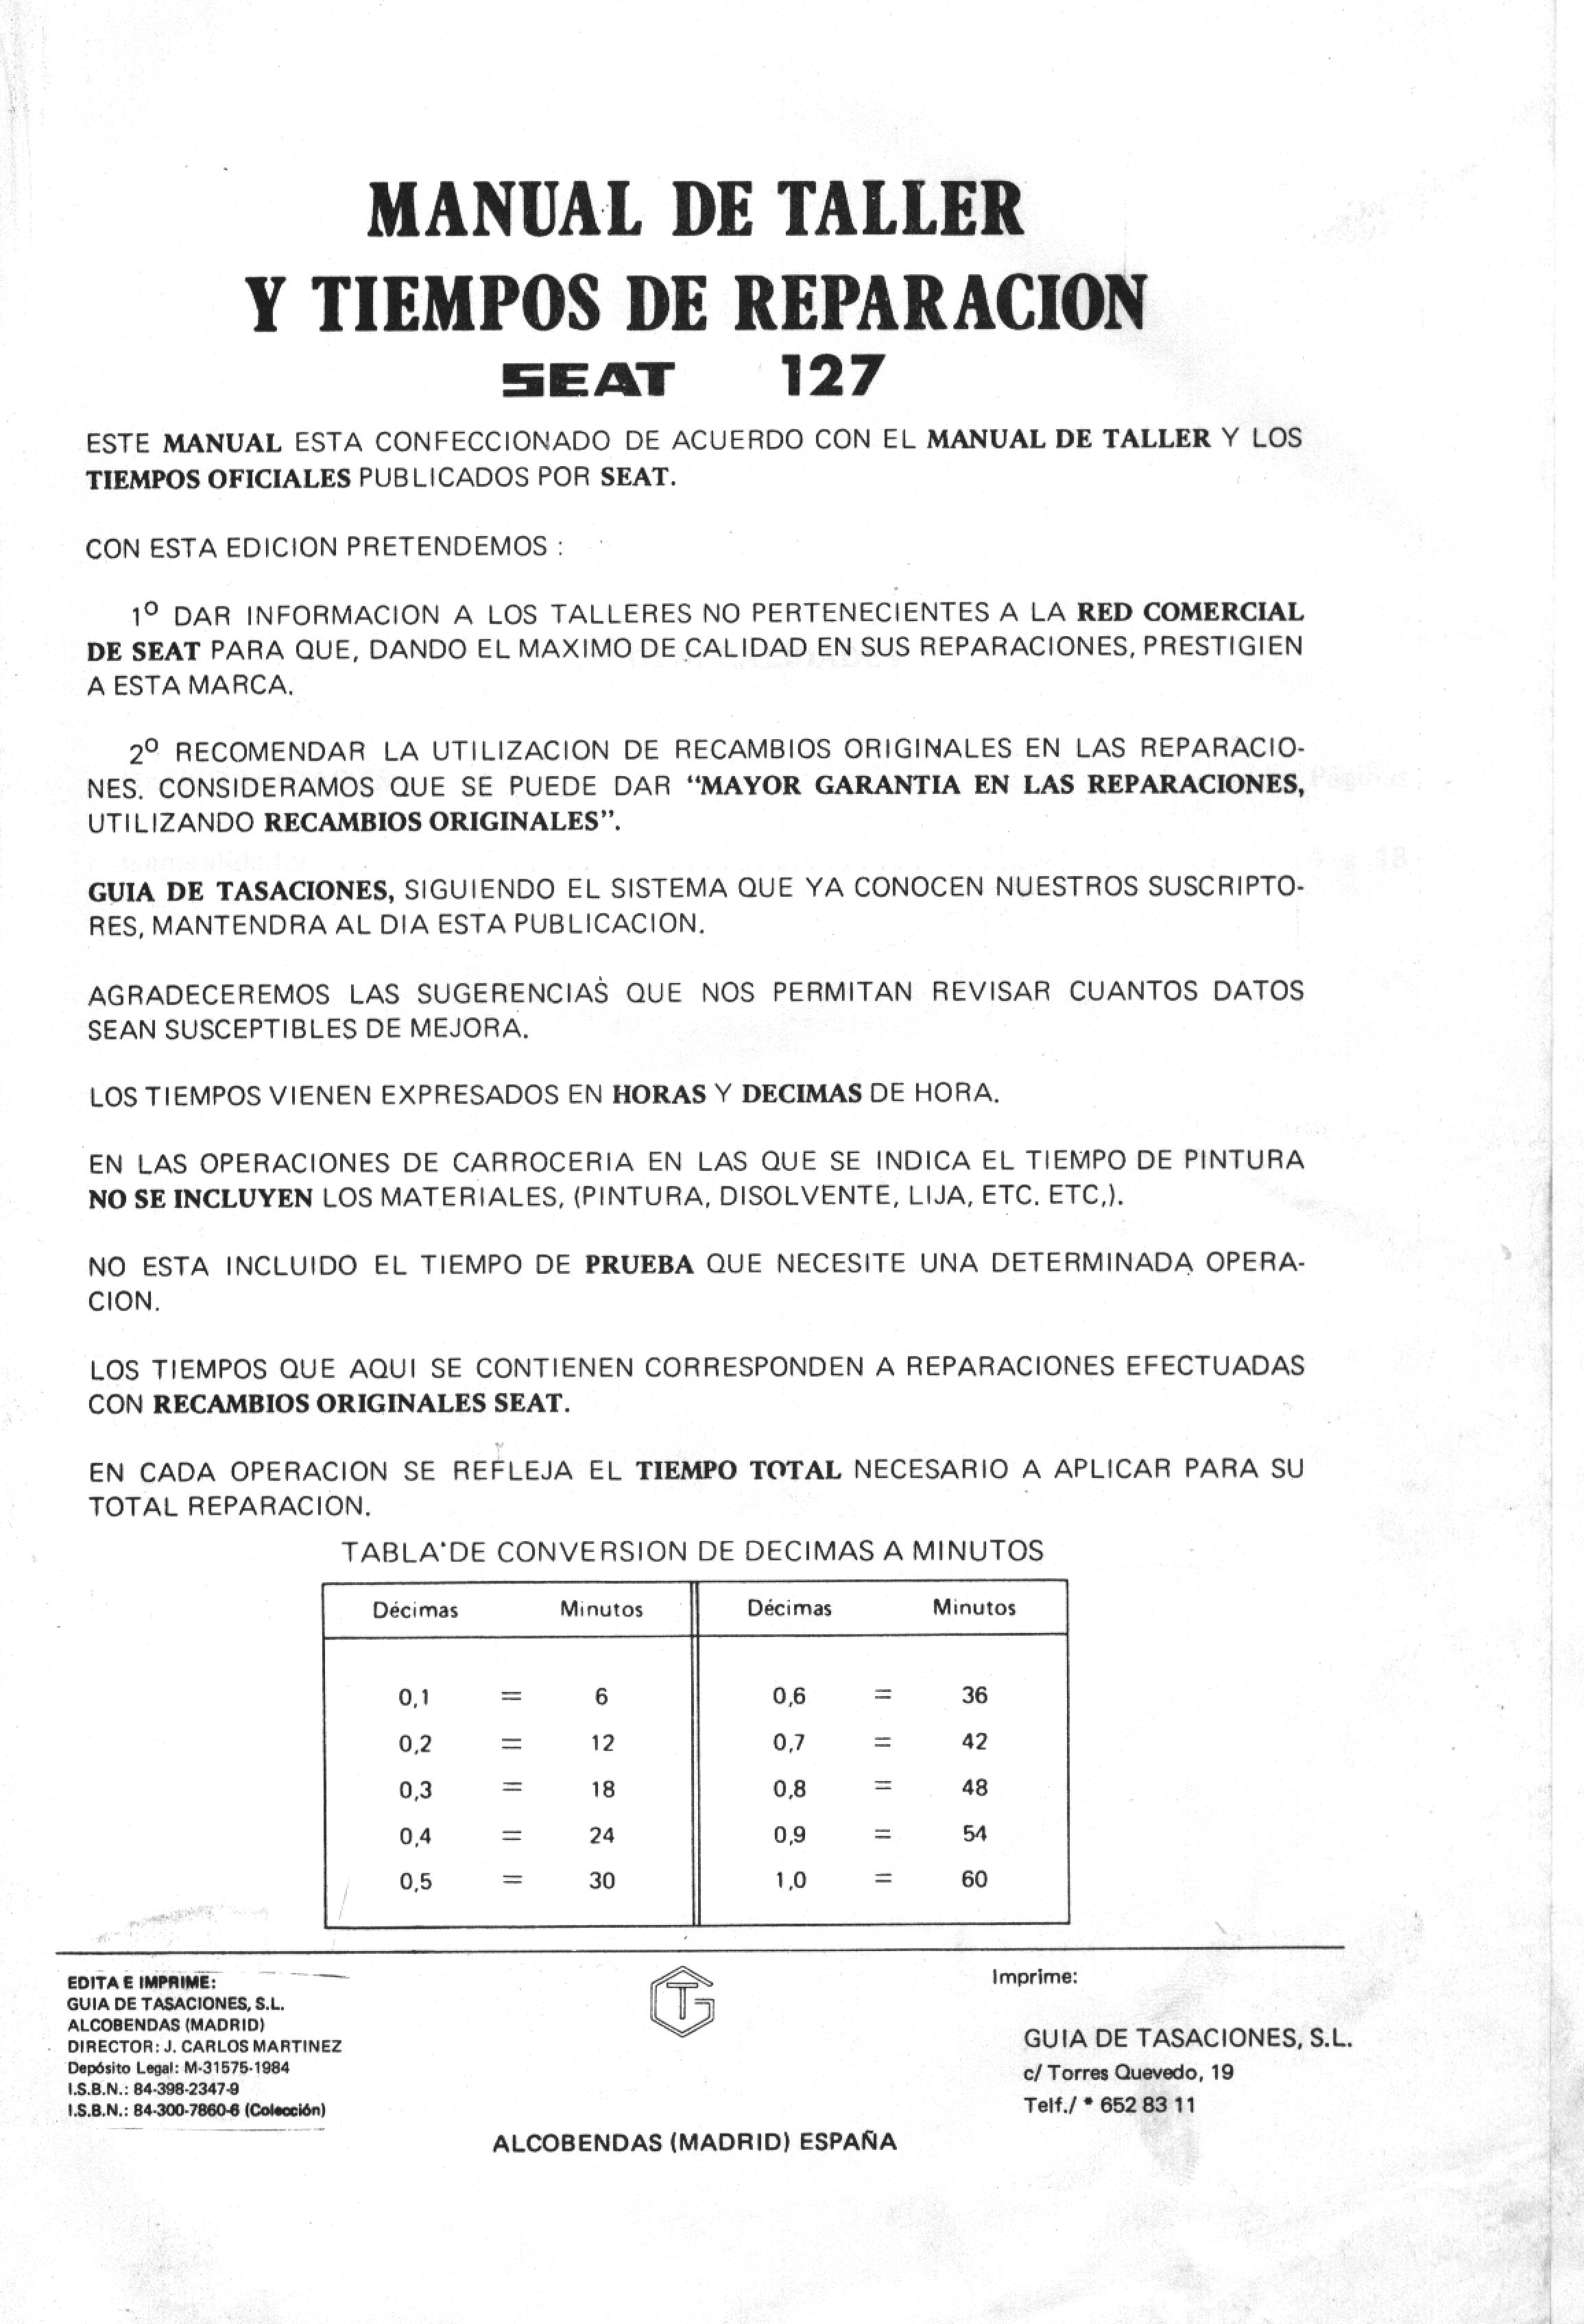 MANUAL DE TALLER
Y TIEMPOS DE REPARACION
SEAT 127
ESTE MANUAL ESTA CONFECCIONADO DE ACUERDO CON EL MANUAL DE TALLER Y LOS
TIEMPOS OFICIALES PUBLICADOS POR SEAT.
CON ESTA EDICION PRETENDEMOS :
1º DAR INFORMACION A LOS TALLERES NO PERTENECIENTES A LA RED COMERCIAL
DE SEAT PARA QUE, DANDO EL MAXIMO DE CALIDAD EN SUS REPARACIONES, PRESTIGIEN
A ESTA MARCA.
2º RECOMENDAR LA UTILIZACION DE RECAMBIOS ORIGINALES EN LAS REPARACIO-
NES. CONSIDERAMOS QUE SE PUEDE DAR “MAYOR GARANTIA EN LAS REPARACIONES,
UTILIZANDO RECAMBIOS ORIGINALES”.
GUIA DE TASACIONES, SIGUIENDO EL SISTEMA QUE YA CONOCEN NUESTROS SUSCRIPTO-
RES, MANTENDRA AL DIA ESTA PUBLICACION.
AGRADECEREMOS LAS SUGERENCIAS QUE NOS PERMITAN REVISAR CUANTOS DATOS
SEAN SUSCEPTIBLES DE MEJORA.
LOS TIEMPOS VIENEN EXPRESADOS EN HORAS Y DECIMAS DE HORA.
EN LAS OPERACIONES DE CARROCERIA EN LAS QUE SE INDICA EL TIEMPO DE PINTURA
NO SE INCLUYEN LOS MATERIALES, (PINTURA, DISOLVENTE, LIJA, ETC. ETC,).
NO ESTA INCLUIDO EL TIEMPO DE PRUEBA QUE NECESITE UNA DETERMINADA OPERA-
CION.
LOS TIEMPOS QUE AQUI SE CONTIENEN CORRESPONDEN A REPARACIONES EFECTUADAS
CON RECAMBIOS ORIGINALES SEAT.
EN CADA OPERACION SE REFLEJA EL TIEMPO TOTAL NECESARIO A APLICAR PARA SU
TOTAL REPARACION.
TABLA DE CONVERSION DE DECIMAS A MINUTOS
Décimas Minutos Décimas Minutos
0,1 = 6 0,6 = 36
0,2 = 12 0,7 = 42
0,3 = 18 0,8 = 48
0,4 = 24 0,9 = 54
0,5 = 30 1,0 = 60
EDITA E IMPRIME:
GUIA DE TASACIONES, S.L.
ALCOBENDAS (MADRID)
DIRECTOR: J. CARLOS MARTINEZ
Depósito Legal: M-31575-1984
I.S.B.N.: 84-398-2347-9
I.S.B.N.: 84-300-7860-6 (Colección)
GT
Imprime:
GUIA DE TASACIONES, S.L.
c/ Torres Quevedo, 19
Telf./ * 652 83 11
ALCOBENDAS (MADRID) ESPAÑA